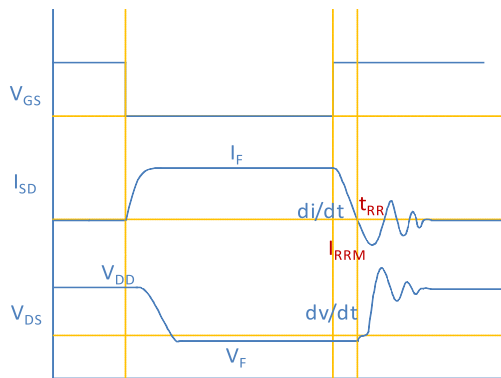 V_GS
I_F
I_SD
t_RR
di/dt
I_RRM
V_DD
V_DS
dv/dt
V_F